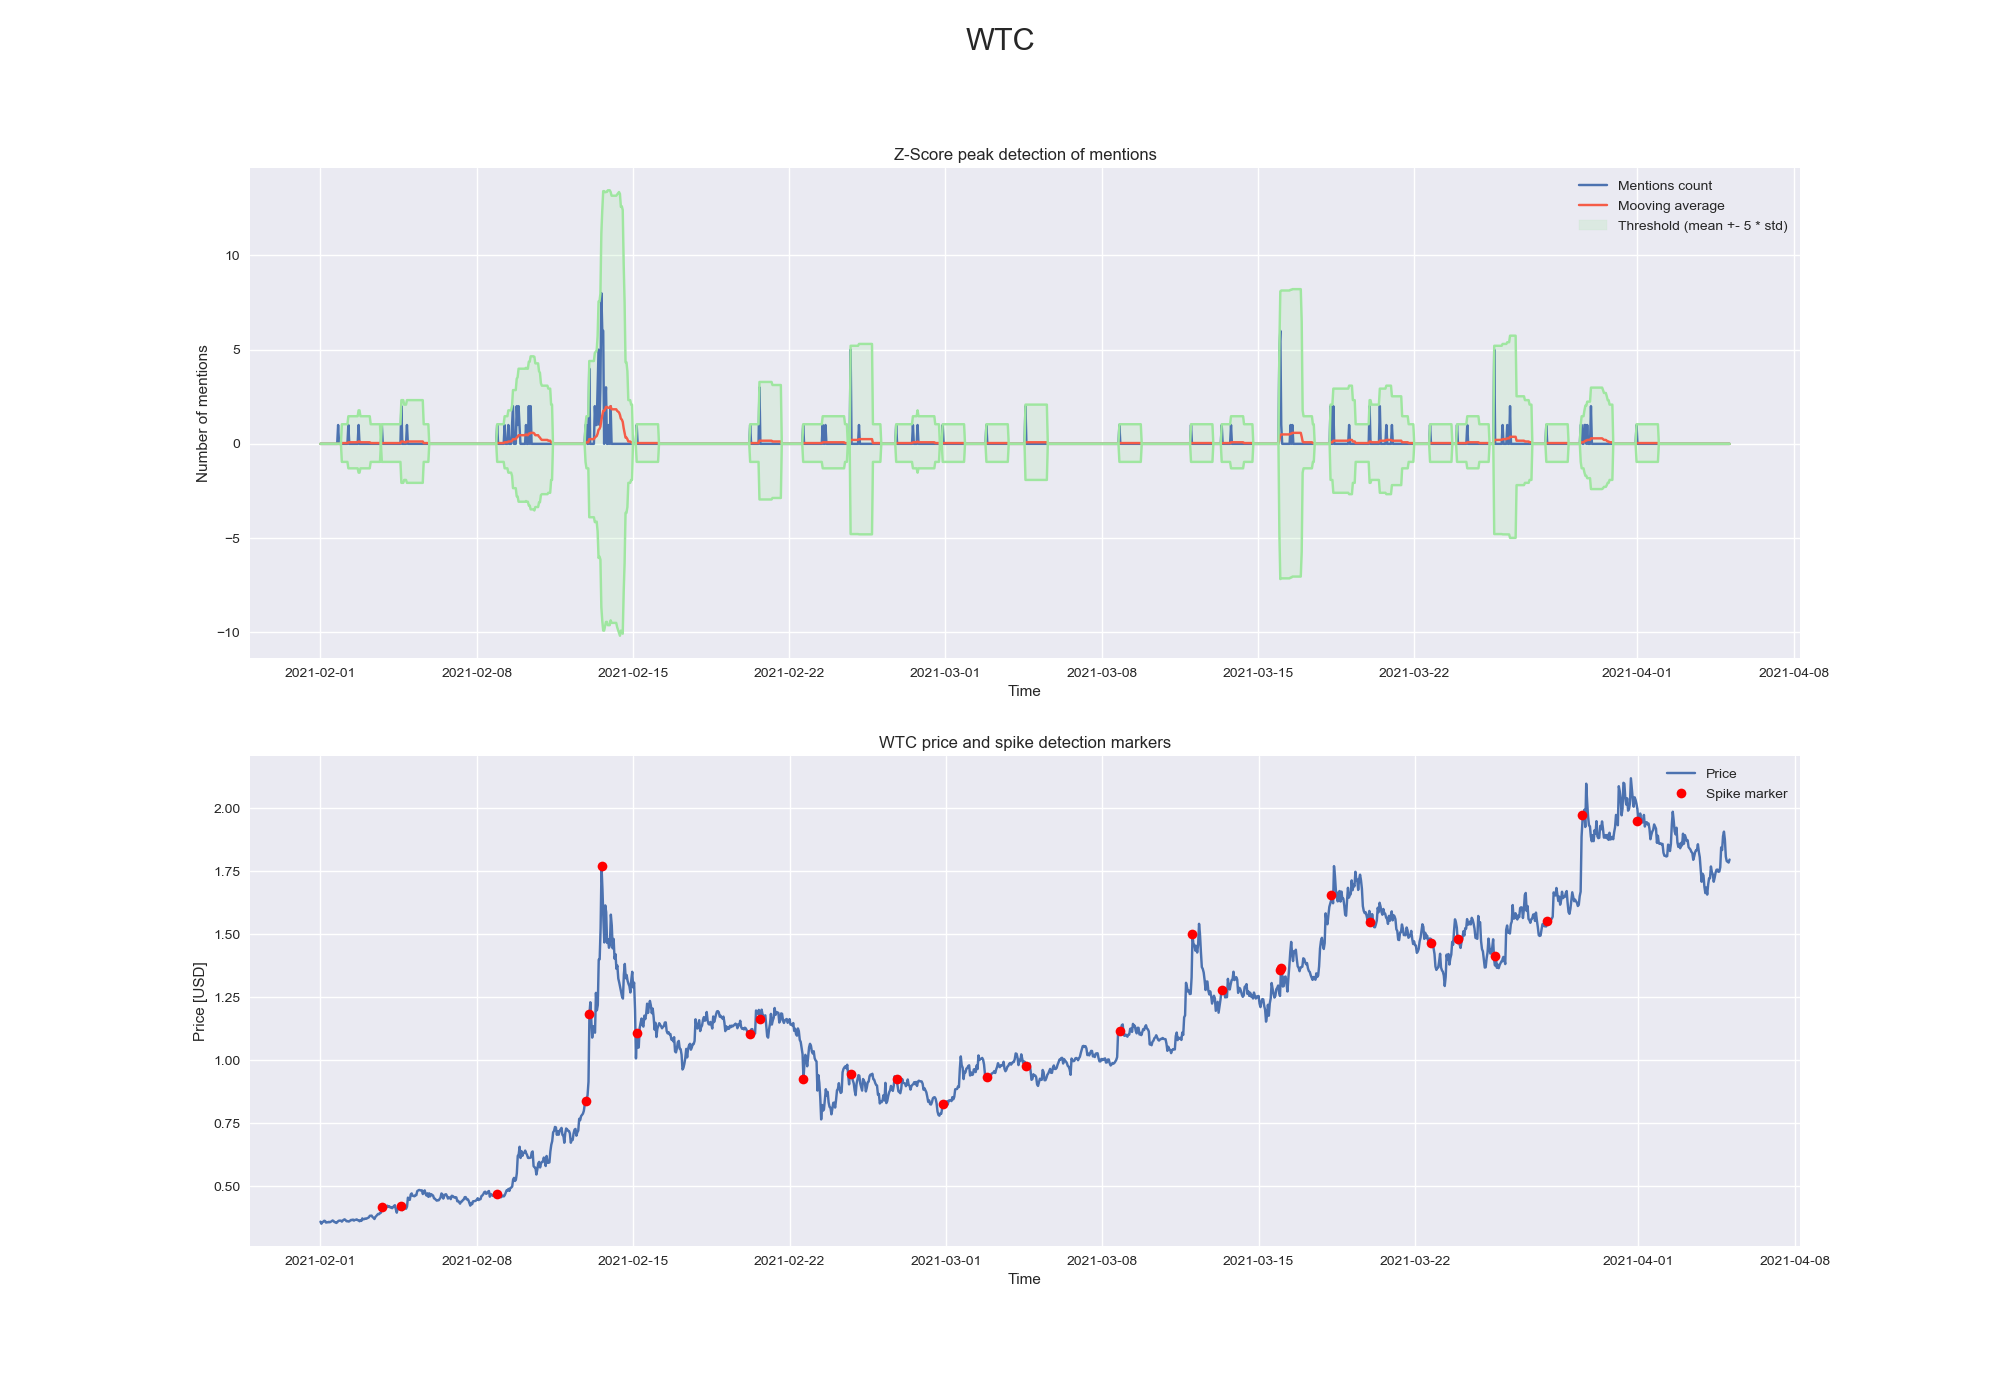 WTC
Z-Score peak detection of mentions
Mentions count
Mooving average
Threshold (mean +- 5 * std)
Number of mentions
10
5
0
−5
−10
2021-02-01 2021-02-08 2021-02-15 2021-02-22 2021-03-01 2021-03-08 2021-03-15 2021-03-22 2021-04-01 2021-04-08
Time
WTC price and spike detection markers
Price
Spike marker
Price [USD]
2.00
1.75
1.50
1.25
1.00
0.75
0.50
2021-02-01 2021-02-08 2021-02-15 2021-02-22 2021-03-01 2021-03-08 2021-03-15 2021-03-22 2021-04-01 2021-04-08
Time